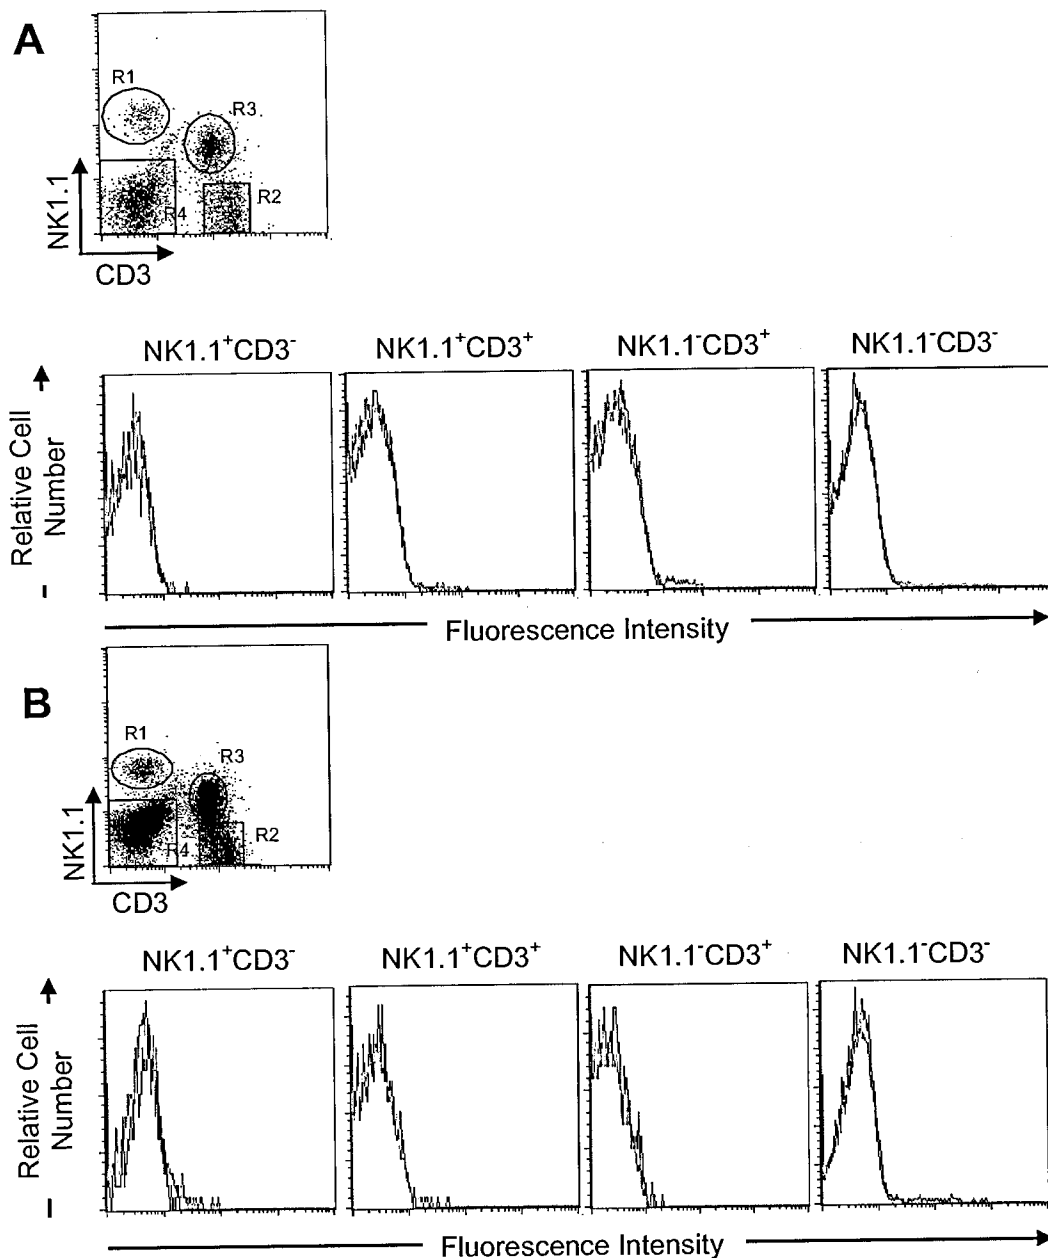 A
R1
R3
R2
R4
NK1.1
CD3
NK1.1⁺CD3⁻
NK1.1⁺CD3⁺
NK1.1⁻CD3⁺
NK1.1⁻CD3⁻
Relative Cell
Number
Fluorescence Intensity
B
R1
R3
R2
R4
NK1.1
CD3
NK1.1⁺CD3⁻
NK1.1⁺CD3⁺
NK1.1⁻CD3⁺
NK1.1⁻CD3⁻
Relative Cell
Number
Fluorescence Intensity